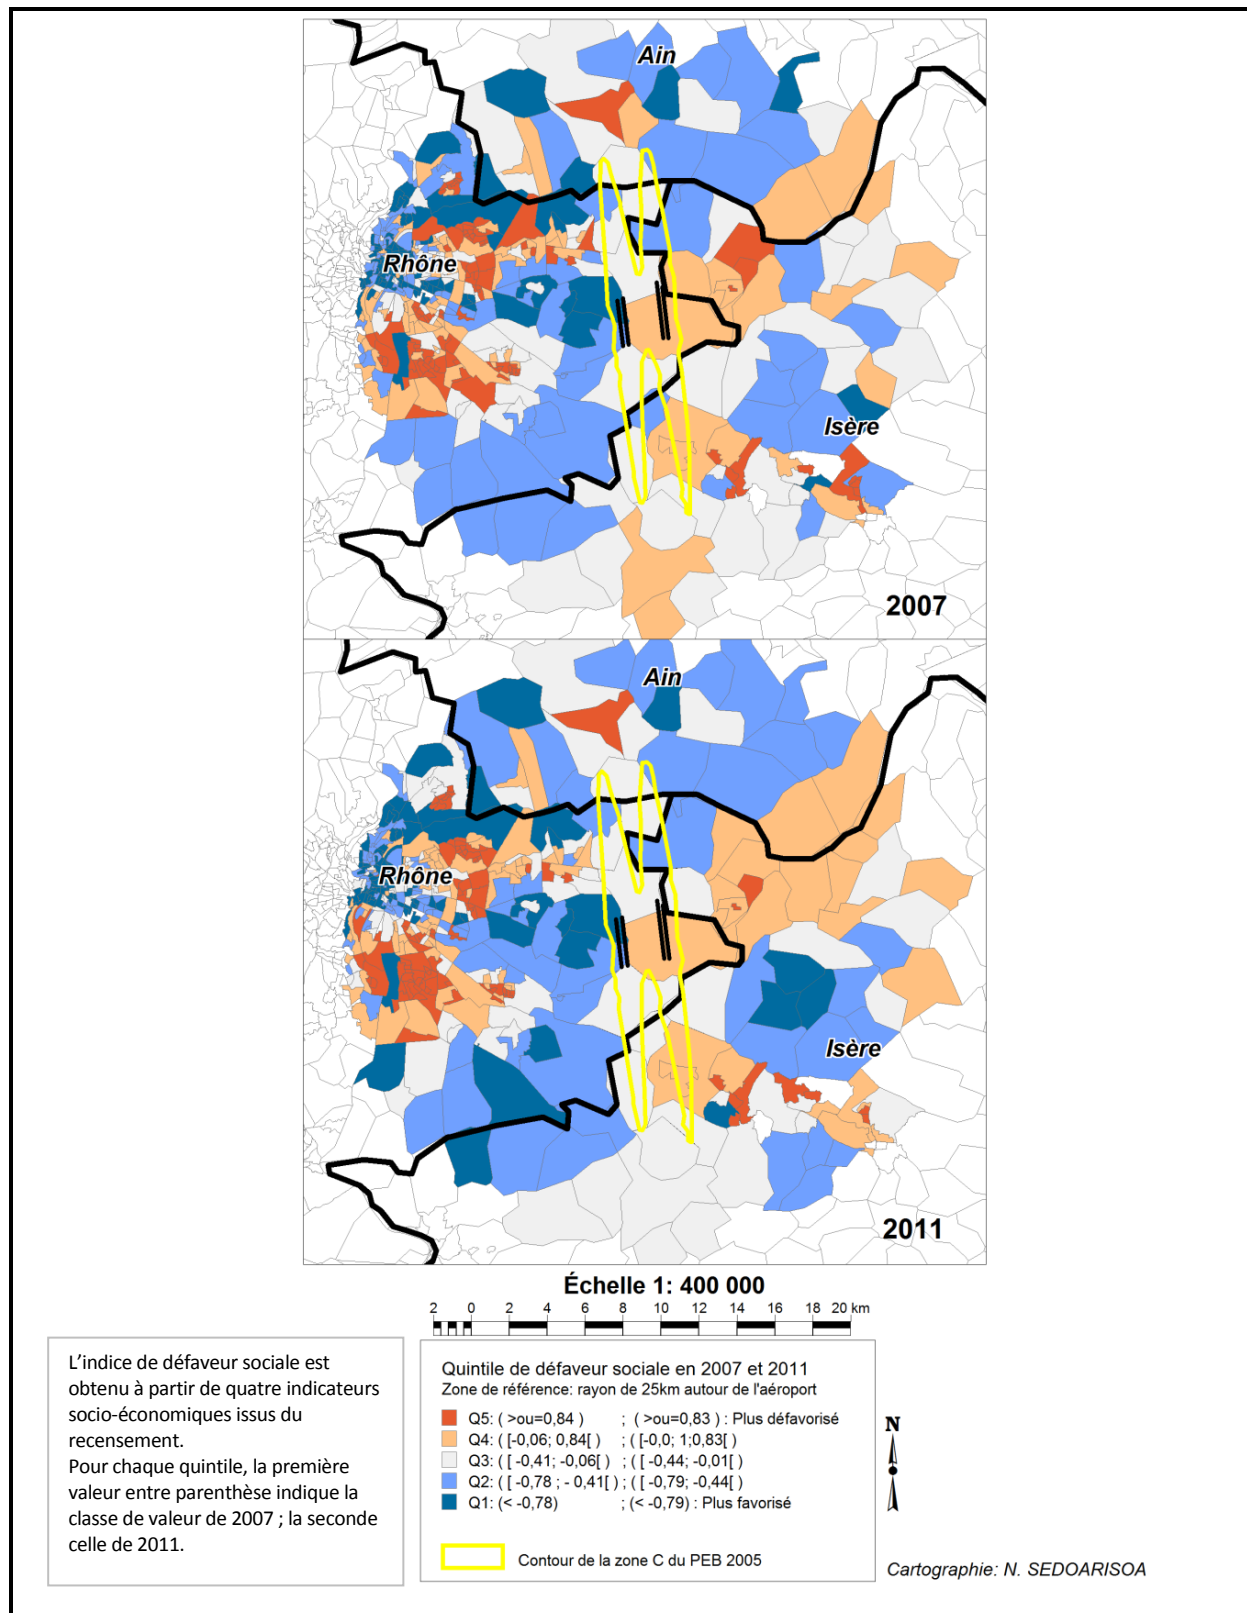 Ain
Rhône
Isère
2007
Ain
Rhône
Isère
2011
Échelle 1: 400 000
2 0 2 4 6 8 10 12 14 16 18 20 km
L'indice de défaveur sociale est
obtenu à partir de quatre indicateurs
socio-économiques issus du
recensement.
Pour chaque quintile, la première
valeur entre parenthèse indique la
classe de valeur de 2007 ; la seconde
celle de 2011.
Quintile de défaveur sociale en 2007 et 2011
Zone de référence: rayon de 25km autour de l'aéroport
Q5: ( >ou=0,84 ) ; ( >ou=0,83 ) : Plus défavorisé
Q4: ( [-0,06; 0,84[ ) ; ( [-0,0; 1;0,83[ )
Q3: ( [ -0,41; -0,06[ ) ; ( [ -0,44; -0,01[ )
Q2: ( [ -0,78 ; - 0,41[ ) ; ( [ -0,79; -0,44[ )
Q1: (< -0,78) ; (< -0,79) : Plus favorisé
Contour de la zone C du PEB 2005
N
Cartographie: N. SEDOARISOA